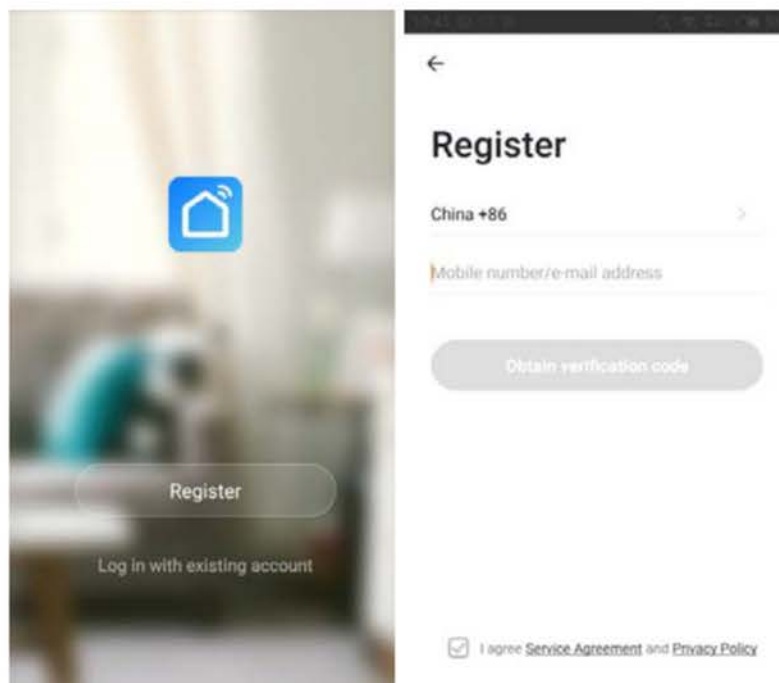 Register
Log in with existing account
Register
China +86
Mobile number/e-mail address
Obtain verification code
I agree Service Agreement and Privacy Policy